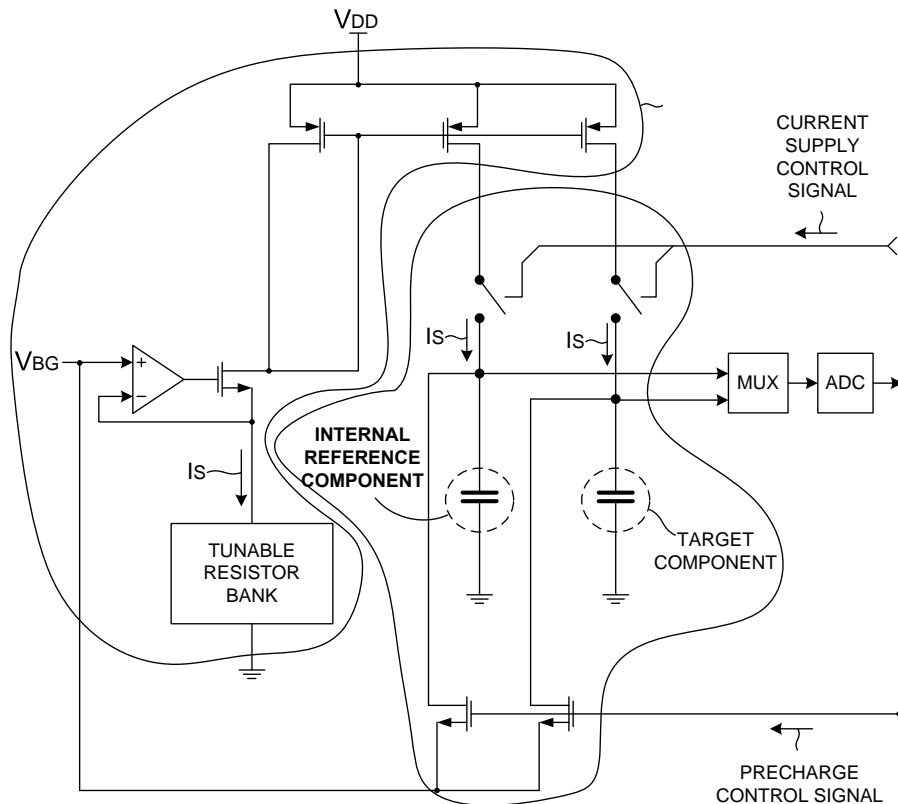 VDD
CURRENT
SUPPLY
CONTROL
SIGNAL
VBG
+
−
IS
IS
MUX
ADC
INTERNAL
REFERENCE
COMPONENT
IS
TUNABLE
RESISTOR
BANK
TARGET
COMPONENT
PRECHARGE
CONTROL SIGNAL